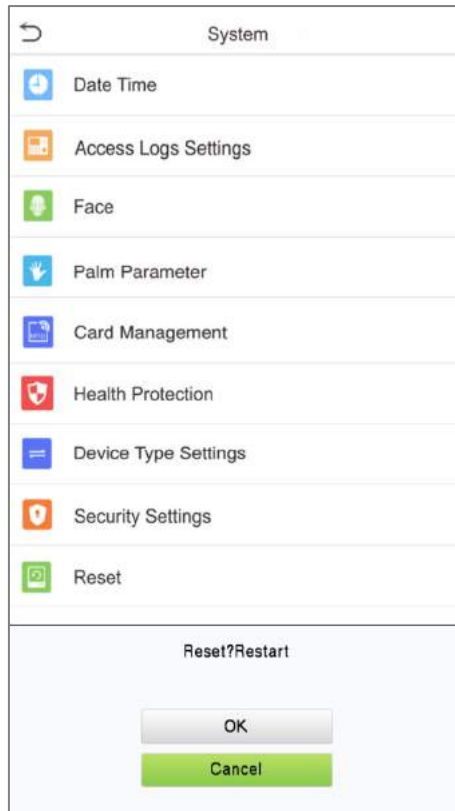 System
Date Time
Access Logs Settings
Face
Palm Parameter
Card Management
Health Protection
Device Type Settings
Security Settings
Reset
Reset?Restart
OK
Cancel